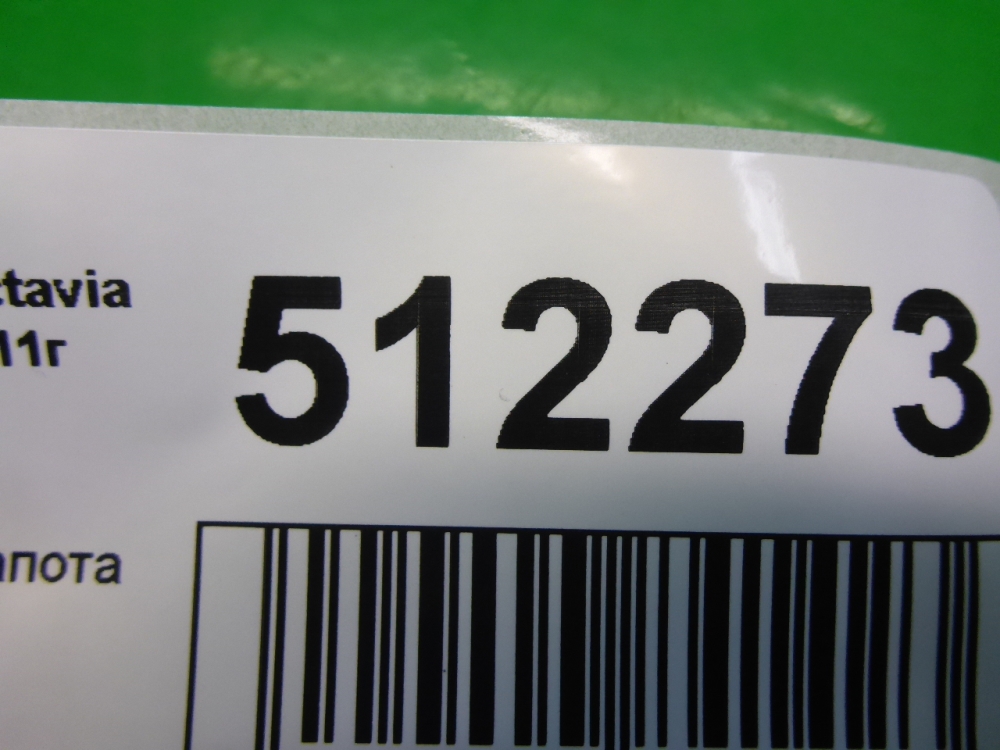 ctavia
11г
512273
апота